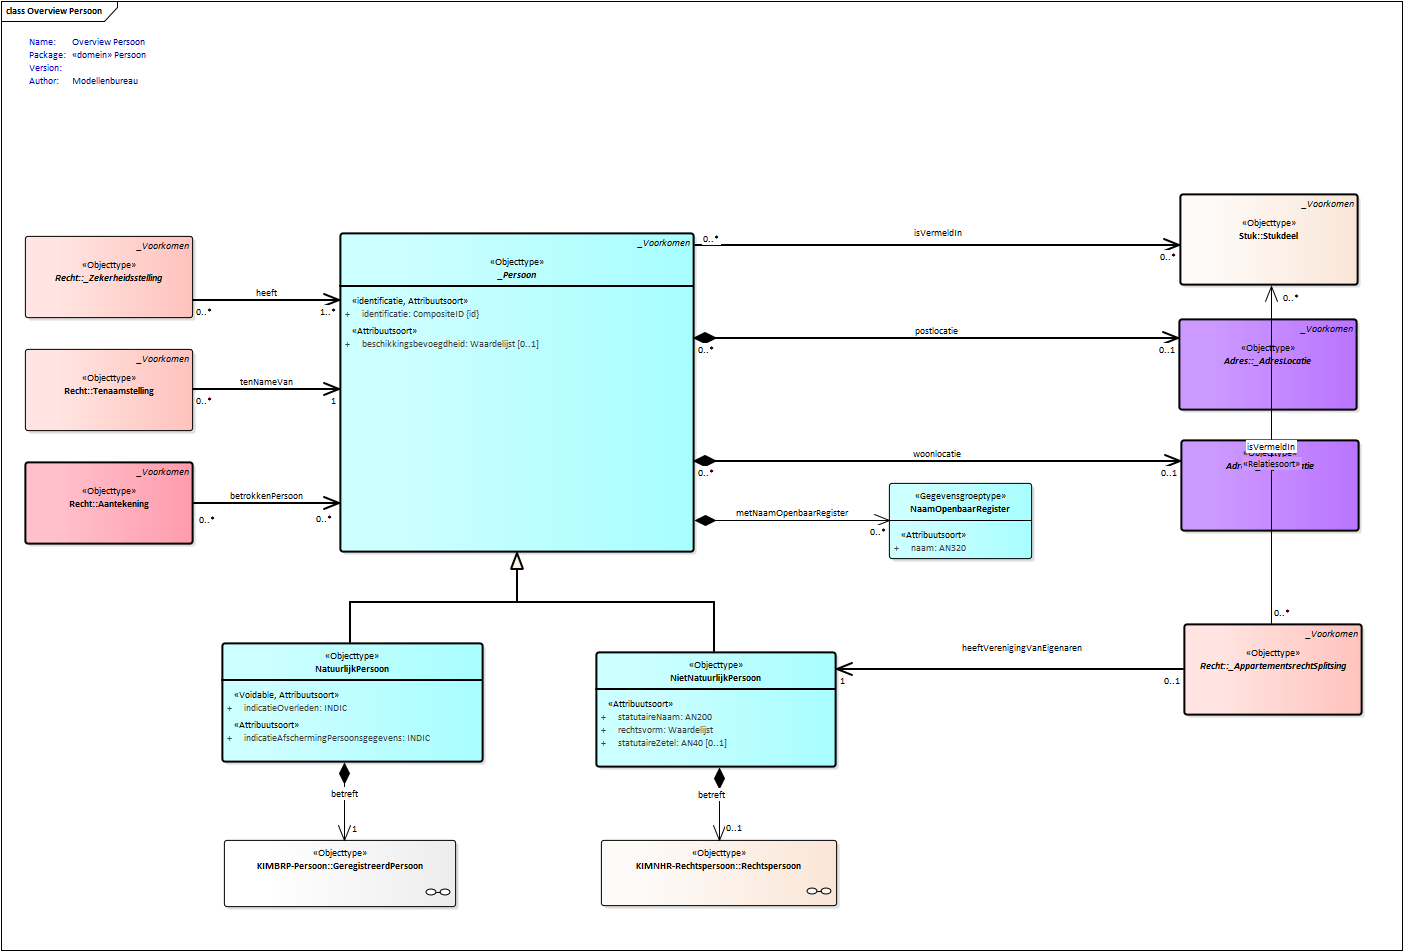 class Overview Persoon
Name: Overview Persoon
Package: «domein» Persoon
Version:
Author: Modellenbureau
_Voorkomen
«Objecttype»
Recht::_Zekerheidsstelling
heeft
0..*
1..*
_Voorkomen
«Objecttype»
Recht::Tenaamstelling
tenNameVan
0..*
1
_Voorkomen
«Objecttype»
Recht::Aantekening
betrokkenPersoon
0..*
0..*
_Voorkomen
«Objecttype»
_Persoon
«identificatie, Attribuutsoort»
+ identificatie: CompositeID {id}
«Attribuutsoort»
+ beschikkingsbevoegdheid: Waardelijst [0..1]
0..*
isVermeldIn
0..*
_Voorkomen
«Objecttype»
Stuk::Stukdeel
0..*
postlocatie
0..*
0..1
_Voorkomen
«Objecttype»
Adres::_AdresLocatie
woonlocatie
0..*
0..1
isVermeldIn
«Relatiesoort»
metNaamOpenbaarRegister
0..*
«Gegevensgroeptype»
NaamOpenbaarRegister
«Attribuutsoort»
+ naam: AN320
0..*
_Voorkomen
«Objecttype»
Recht::_AppartementsrechtSplitsing
heeftVerenigingVanEigenaren
1
0..1
«Objecttype»
NatuurlijkPersoon
«Voidable, Attribuutsoort»
+ indicatieOverleden: INDIC
«Attribuutsoort»
+ indicatieAfschermingPersoonsgegevens: INDIC
«Objecttype»
NietNatuurlijkPersoon
«Attribuutsoort»
+ statutaireNaam: AN200
+ rechtsvorm: Waardelijst
+ statutaireZetel: AN40 [0..1]
betreft
1
«Objecttype»
KIMBRP-Persoon::GeregistreerdPersoon
betreft
0..1
«Objecttype»
KIMNHR-Rechtspersoon::Rechtspersoon